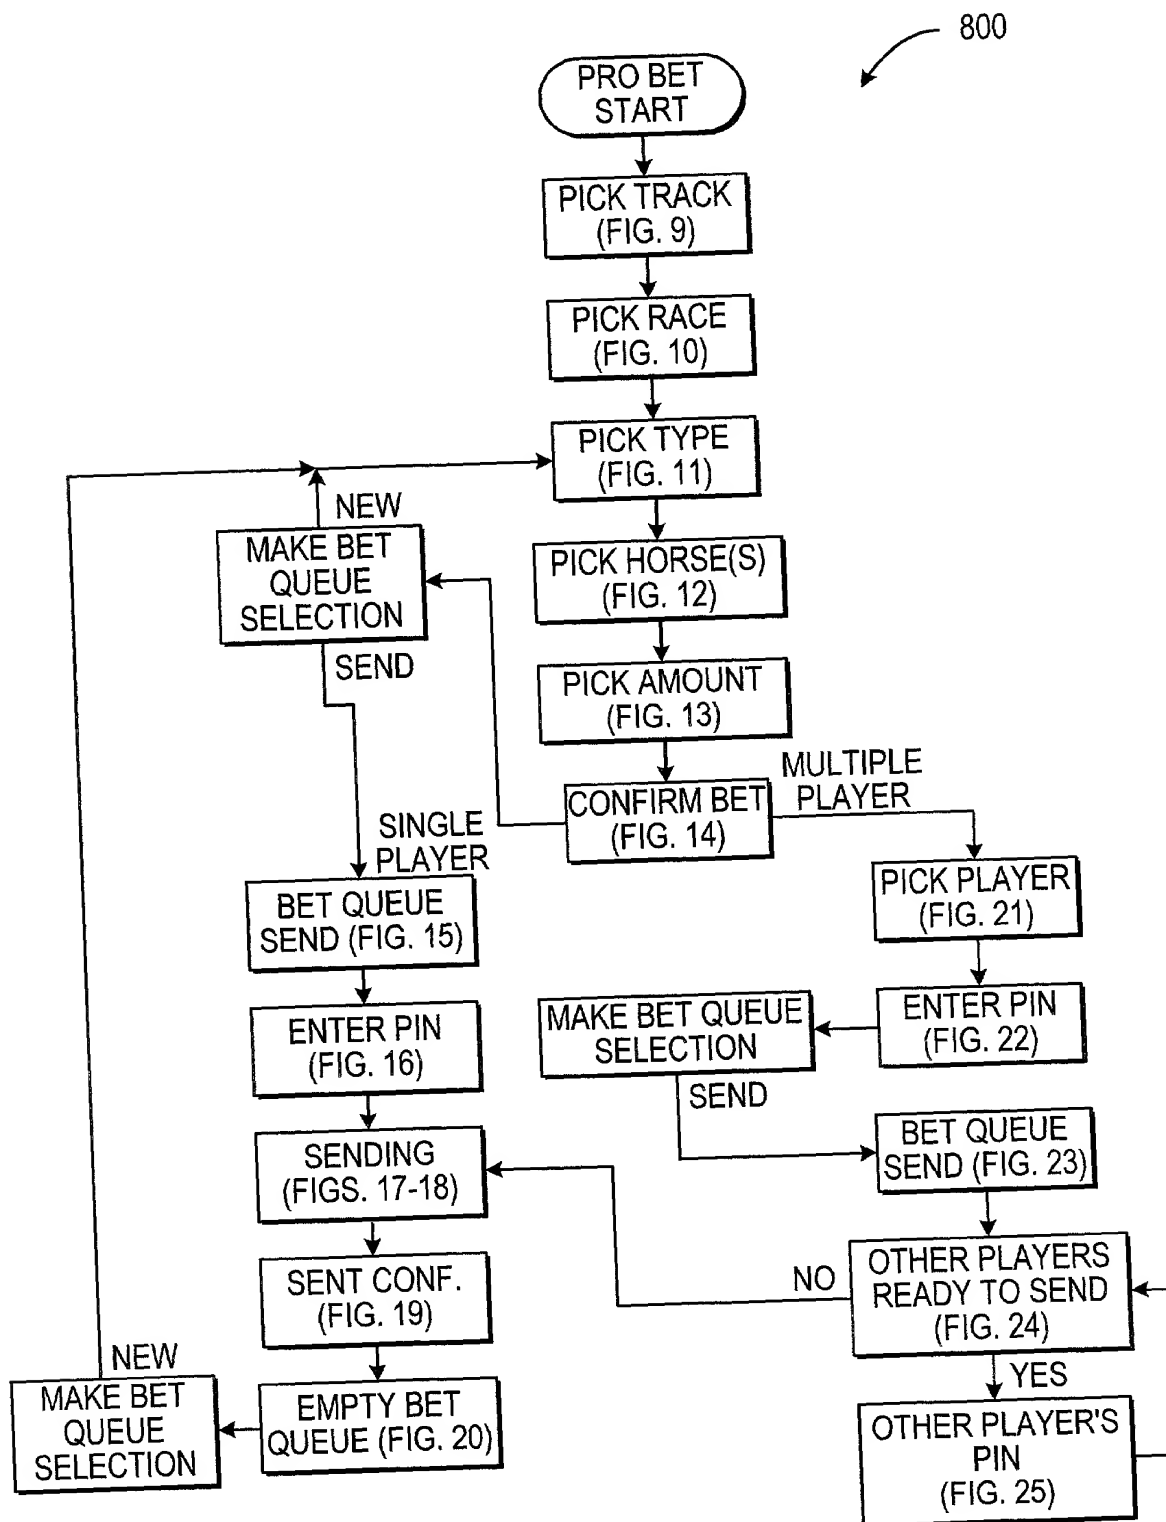 800
PRO BET
START
PICK TRACK
(FIG. 9)
PICK RACE
(FIG. 10)
PICK TYPE
(FIG. 11)
NEW
MAKE BET
QUEUE
SELECTION
SEND
PICK HORSE(S)
(FIG. 12)
PICK AMOUNT
(FIG. 13)
CONFIRM BET
(FIG. 14)
MULTIPLE
PLAYER
SINGLE
PLAYER
BET QUEUE
SEND (FIG. 15)
PICK PLAYER
(FIG. 21)
ENTER PIN
(FIG. 16)
MAKE BET QUEUE
SELECTION
SEND
ENTER PIN
(FIG. 22)
SENDING
(FIGS. 17-18)
BET QUEUE
SEND (FIG. 23)
SENT CONF.
(FIG. 19)
NO
OTHER PLAYERS
READY TO SEND
(FIG. 24)
YES
NEW
MAKE BET
QUEUE
SELECTION
EMPTY BET
QUEUE (FIG. 20)
OTHER PLAYER'S
PIN
(FIG. 25)